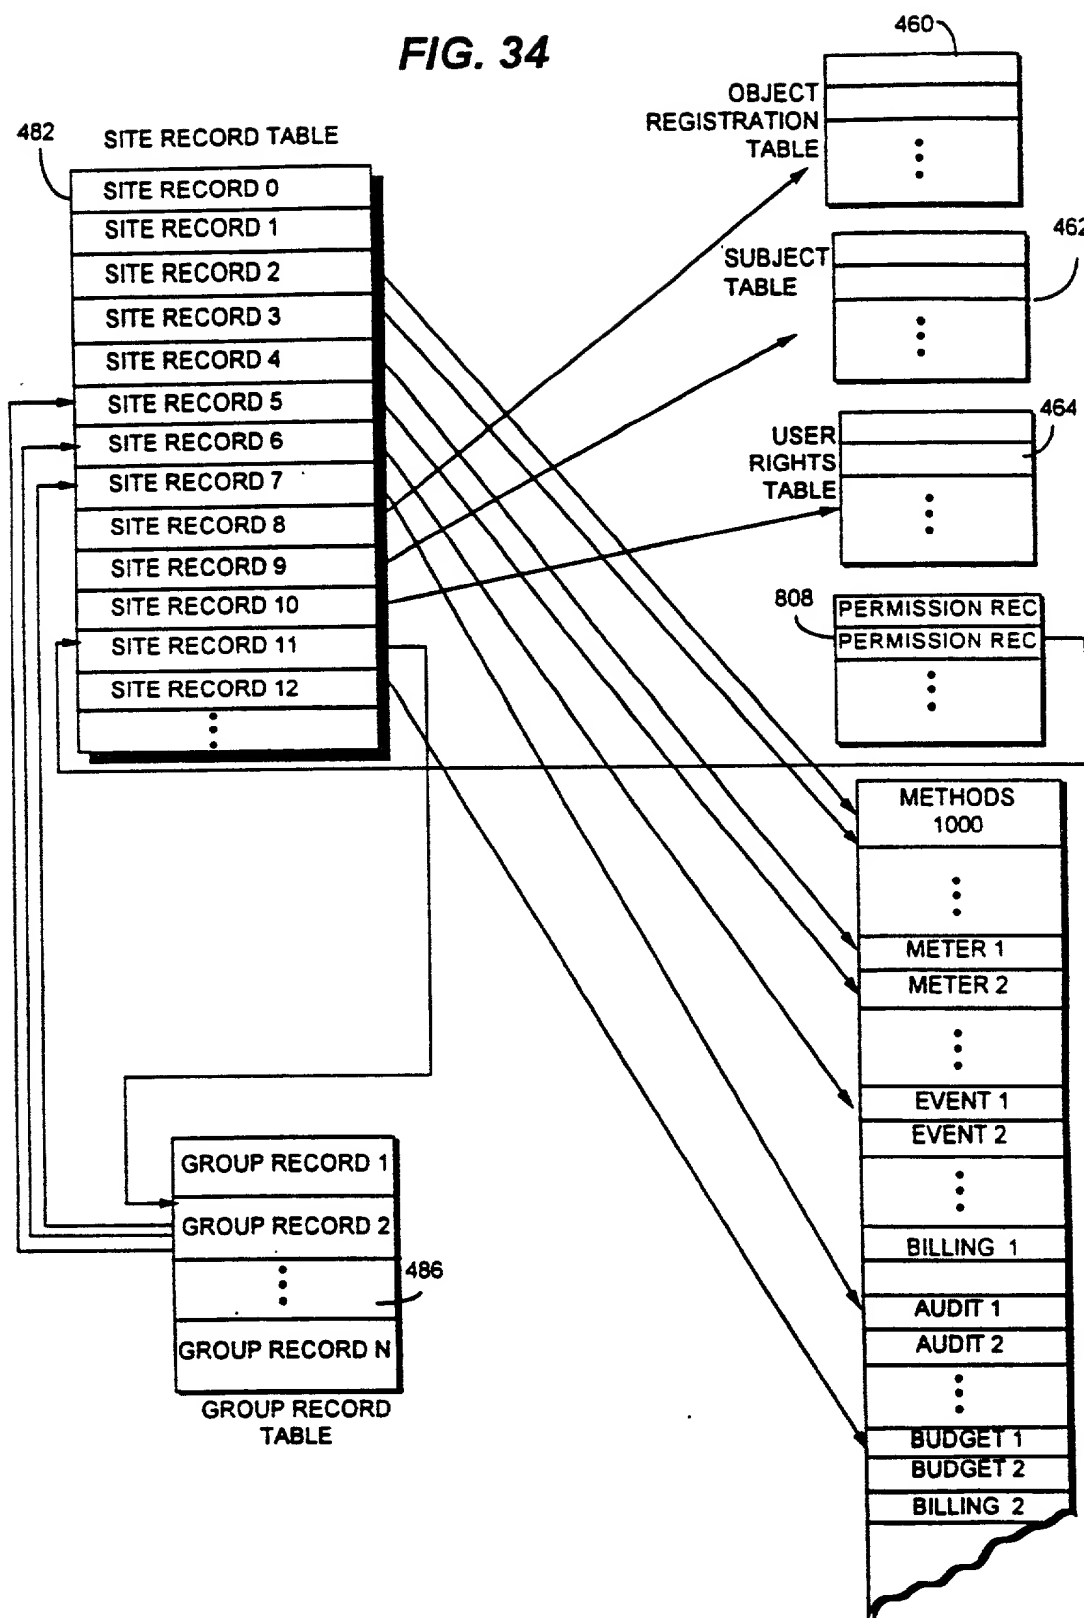 FIG. 34
460
OBJECT
REGISTRATION
TABLE
482
SITE RECORD TABLE
SITE RECORD 0
SITE RECORD 1
SITE RECORD 2
SITE RECORD 3
SITE RECORD 4
SITE RECORD 5
SITE RECORD 6
SITE RECORD 7
SITE RECORD 8
SITE RECORD 9
SITE RECORD 10
SITE RECORD 11
SITE RECORD 12
SUBJECT
TABLE
462
USER
RIGHTS
TABLE
464
808
PERMISSION REC
PERMISSION REC
METHODS
1000
METER 1
METER 2
EVENT 1
EVENT 2
BILLING 1
AUDIT 1
AUDIT 2
BUDGET 1
BUDGET 2
BILLING 2
GROUP RECORD 1
GROUP RECORD 2
486
GROUP RECORD N
GROUP RECORD
TABLE